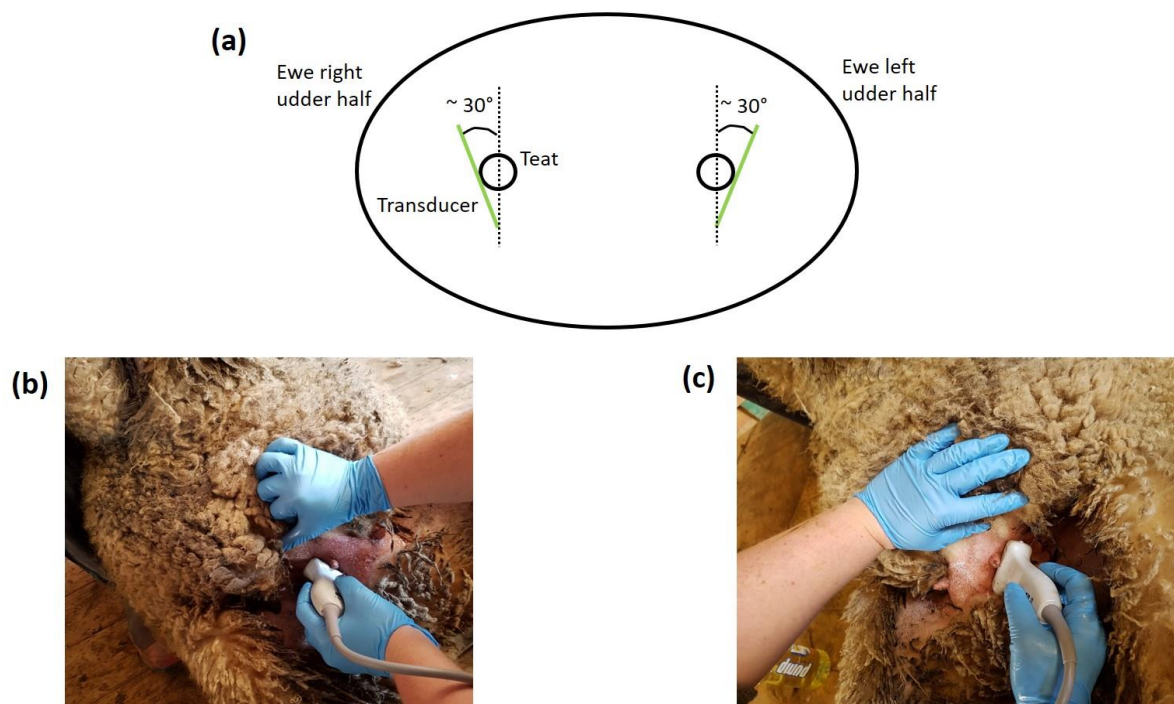 (a)
Ewe right
udder half
Ewe left
udder half
~ 30°
~ 30°
Teat
Transducer
(b)
(c)